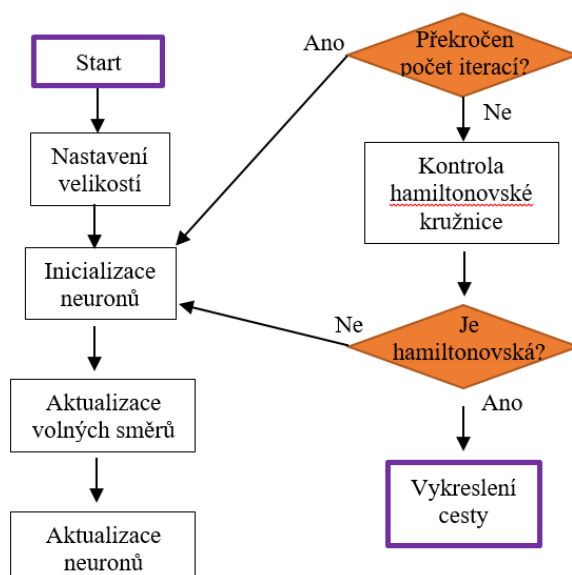 Start
Nastavení
velikostí
Inicializace
neuronů
Aktualizace
volných směrů
Aktualizace
neuronů
Ano
Překročen
počet iterací?
Ne
Kontrola
hamiltonovské
kružnice
Ne
Je
hamiltonovská?
Ano
Vykreslení
cesty